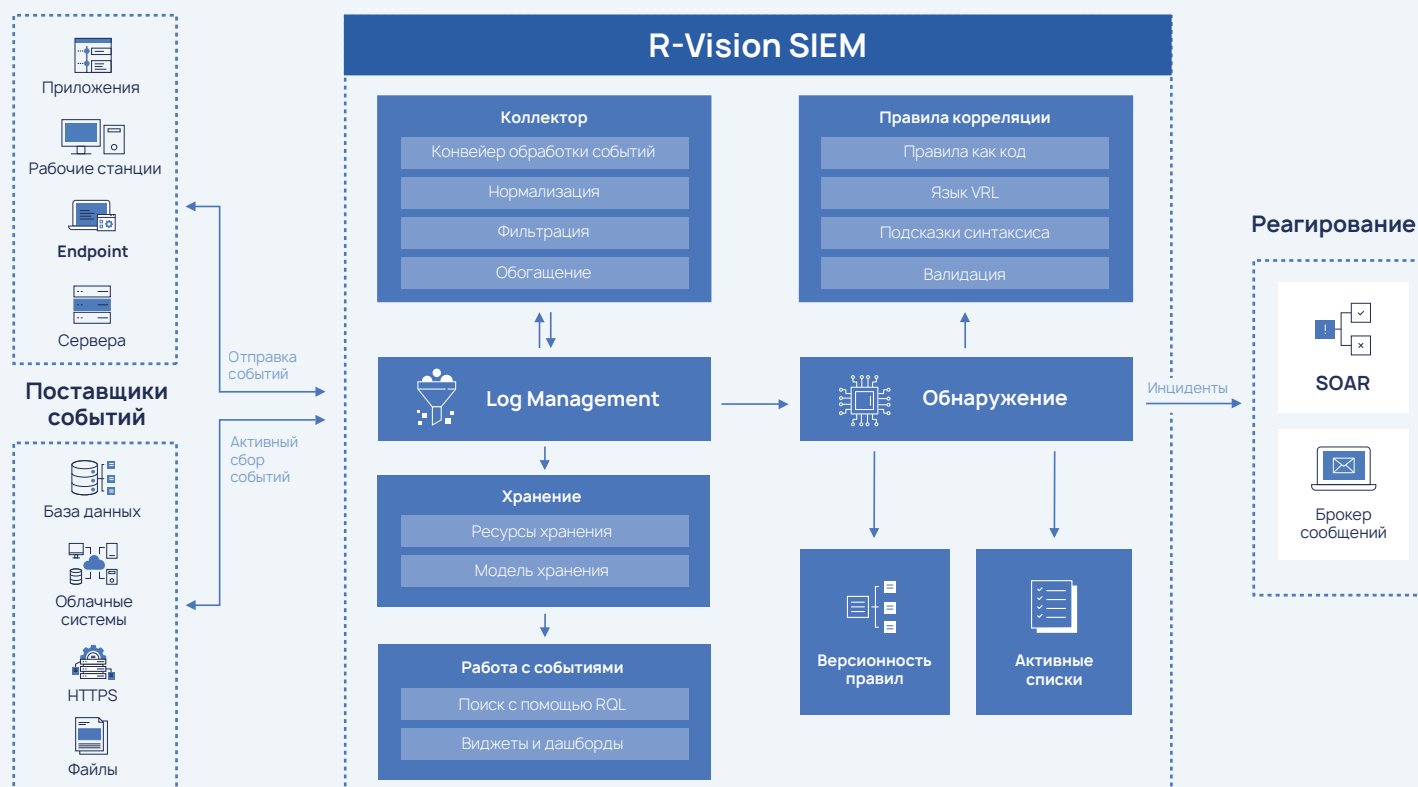 R-Vision SIEM
Приложения
Рабочие станции
Endpoint
Сервера
Поставщики
событий
База данных
Облачные
системы
HTTPS
Файлы
Отправка
событий
Активный
сбор
событий
Коллектор
Конвейер обработки событий
Нормализация
Фильтрация
Обогащение
Log Management
Хранение
Ресурсы хранения
Модель хранения
Работа с событиями
Поиск с помощью RQL
Виджеты и дашборды
Правила корреляции
Правила как код
Язык VRL
Подсказки синтаксиса
Валидация
Обнаружение
Версионность
правил
Активные
списки
Инциденты
Реагирование
SOAR
Брокер
сообщений